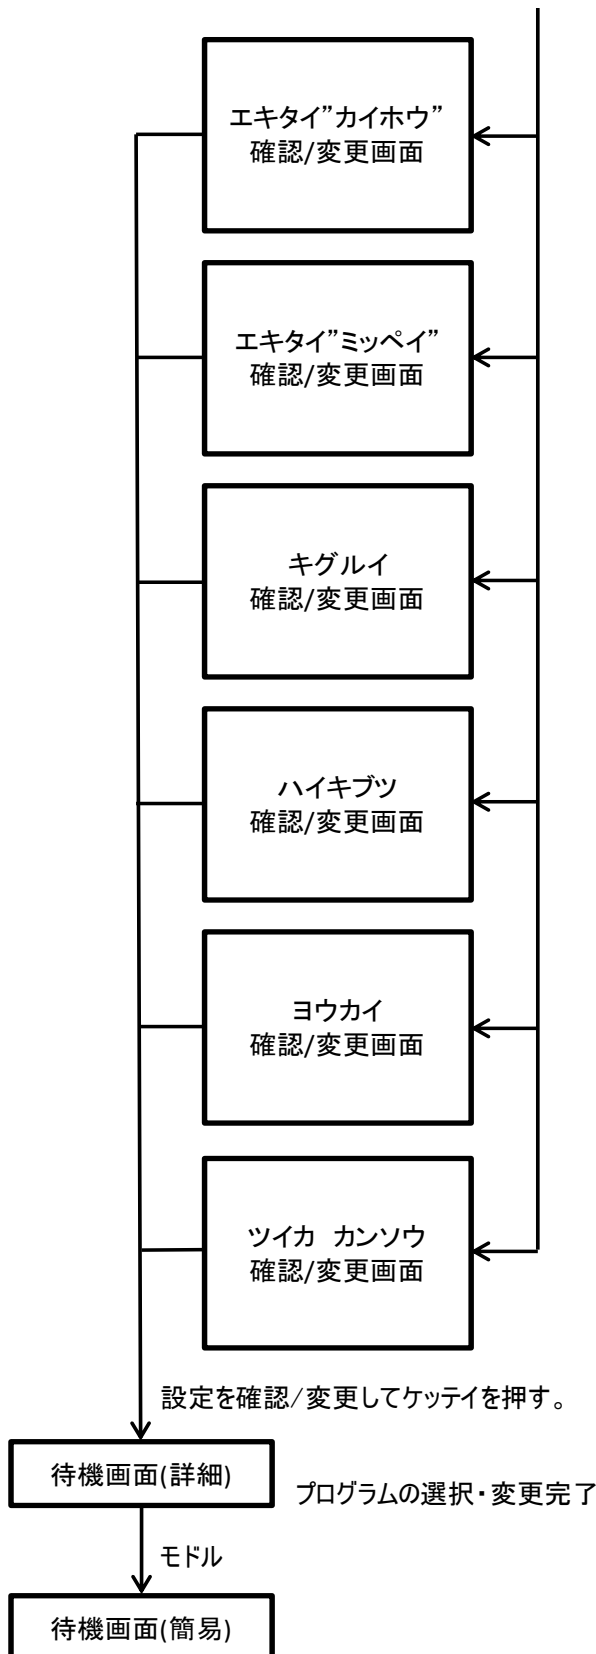 エキタイ”カイホウ”
確認/変更画面
エキタイ”ミッペイ”
確認/変更画面
キグルイ
確認/変更画面
ハイキブツ
確認/変更画面
ヨウカイ
確認/変更画面
ツイカ　カンソウ
確認/変更画面
設定を確認/変更してケッテイを押す。
待機画面(詳細)
プログラムの選択・変更完了
モドル
待機画面(簡易)